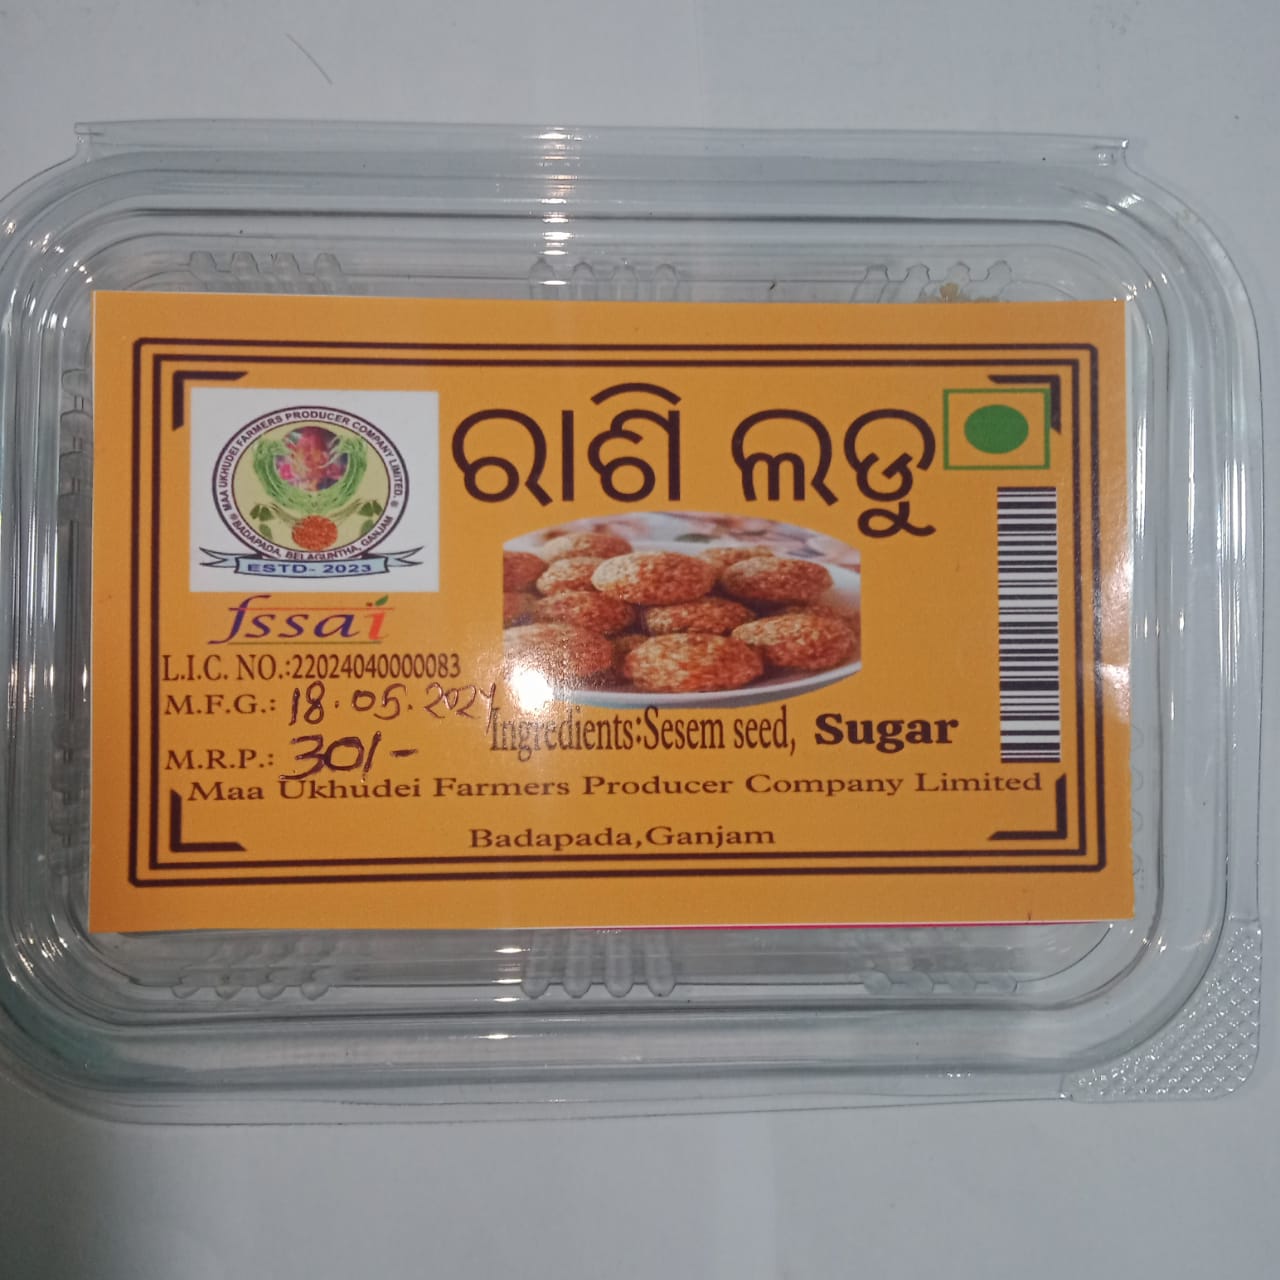 ରାଶି ଲଡୁ
MAA UKHUDEI FARMERS PRODUCER COMPANY LIMITED.
BADAPADA, BELAGUNTHA, GANJAM
ESTD- 2023
fssai
L.I.C. NO.:22024040000083
M.F.G.: 18.05.2024
Ingredients:Sesem seed, Sugar
M.R.P.: 30/-
Maa Ukhudei Farmers Producer Company Limited
Badapada,Ganjam